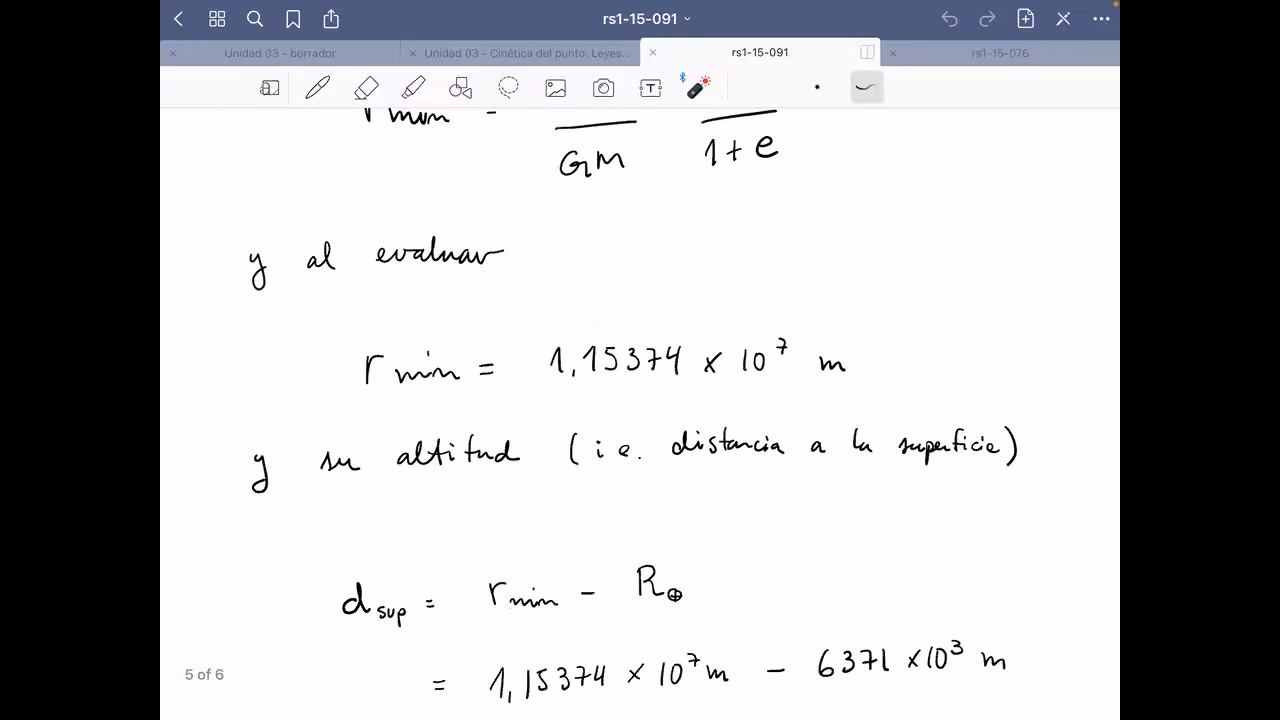 rs1-15-091
Unidad 03 - borrador
Unidad 03 - Cinética del punto. Leyes...
rs1-15-091
rs1-15-076
T
r min =
GM 1 + e
y al evaluar
r min = 1,15374 × 10⁷ m
y su altitud (i.e. distancia a la superficie)
d sup = r min - R⊕
= 1,15374 × 10⁷ m - 6371 × 10³ m
5 of 6